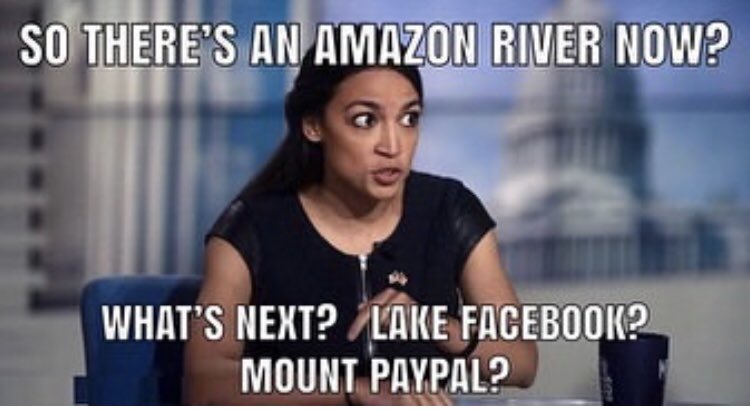 SO THERE'S AN AMAZON RIVER NOW?
WHAT'S NEXT? LAKE FACEBOOK?
MOUNT PAYPAL?